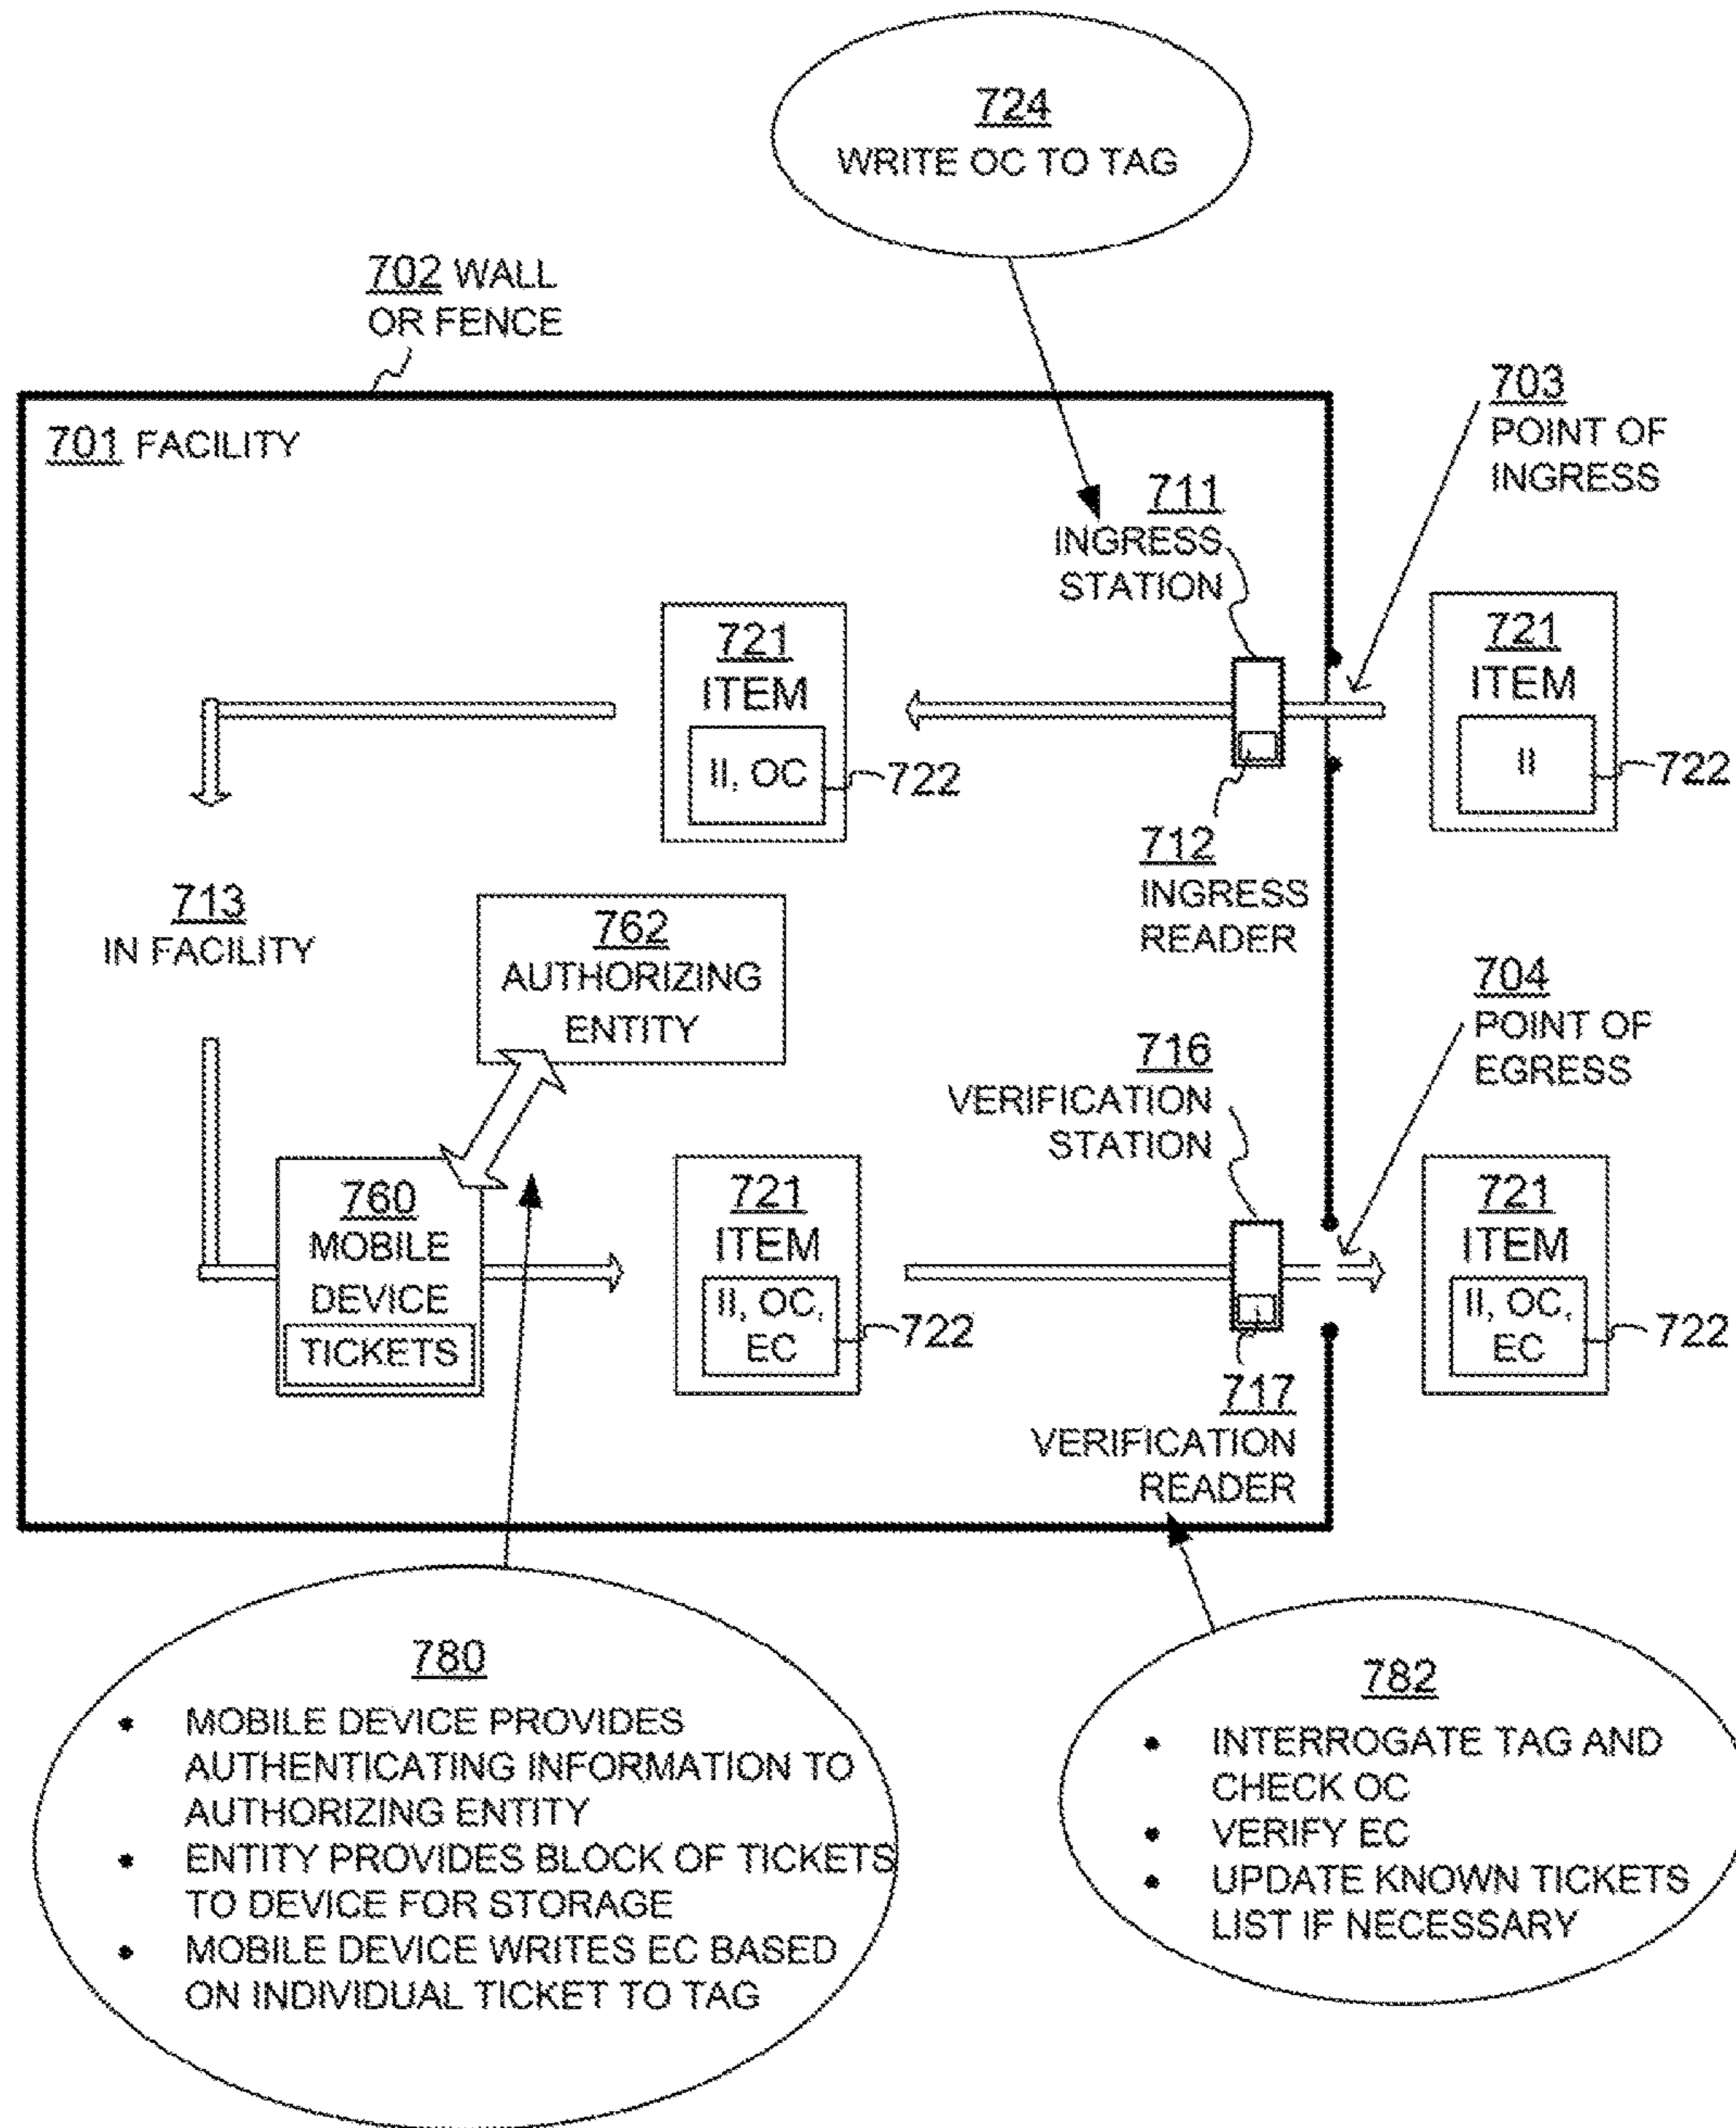 724
WRITE OC TO TAG
702 WALL
OR FENCE
703
POINT OF
INGRESS
701 FACILITY
711
INGRESS
STATION
721
ITEM
II, OC
722
721
ITEM
II
722
712
INGRESS
READER
713
IN FACILITY
762
AUTHORIZING
ENTITY
704
POINT OF
EGRESS
716
VERIFICATION
STATION
760
MOBILE
DEVICE
TICKETS
721
ITEM
II, OC,
EC
722
721
ITEM
II, OC,
EC
722
717
VERIFICATION
READER
780
• MOBILE DEVICE PROVIDES
AUTHENTICATING INFORMATION TO
AUTHORIZING ENTITY
• ENTITY PROVIDES BLOCK OF TICKETS
TO DEVICE FOR STORAGE
• MOBILE DEVICE WRITES EC BASED
ON INDIVIDUAL TICKET TO TAG
782
• INTERROGATE TAG AND
CHECK OC
• VERIFY EC
• UPDATE KNOWN TICKETS
LIST IF NECESSARY